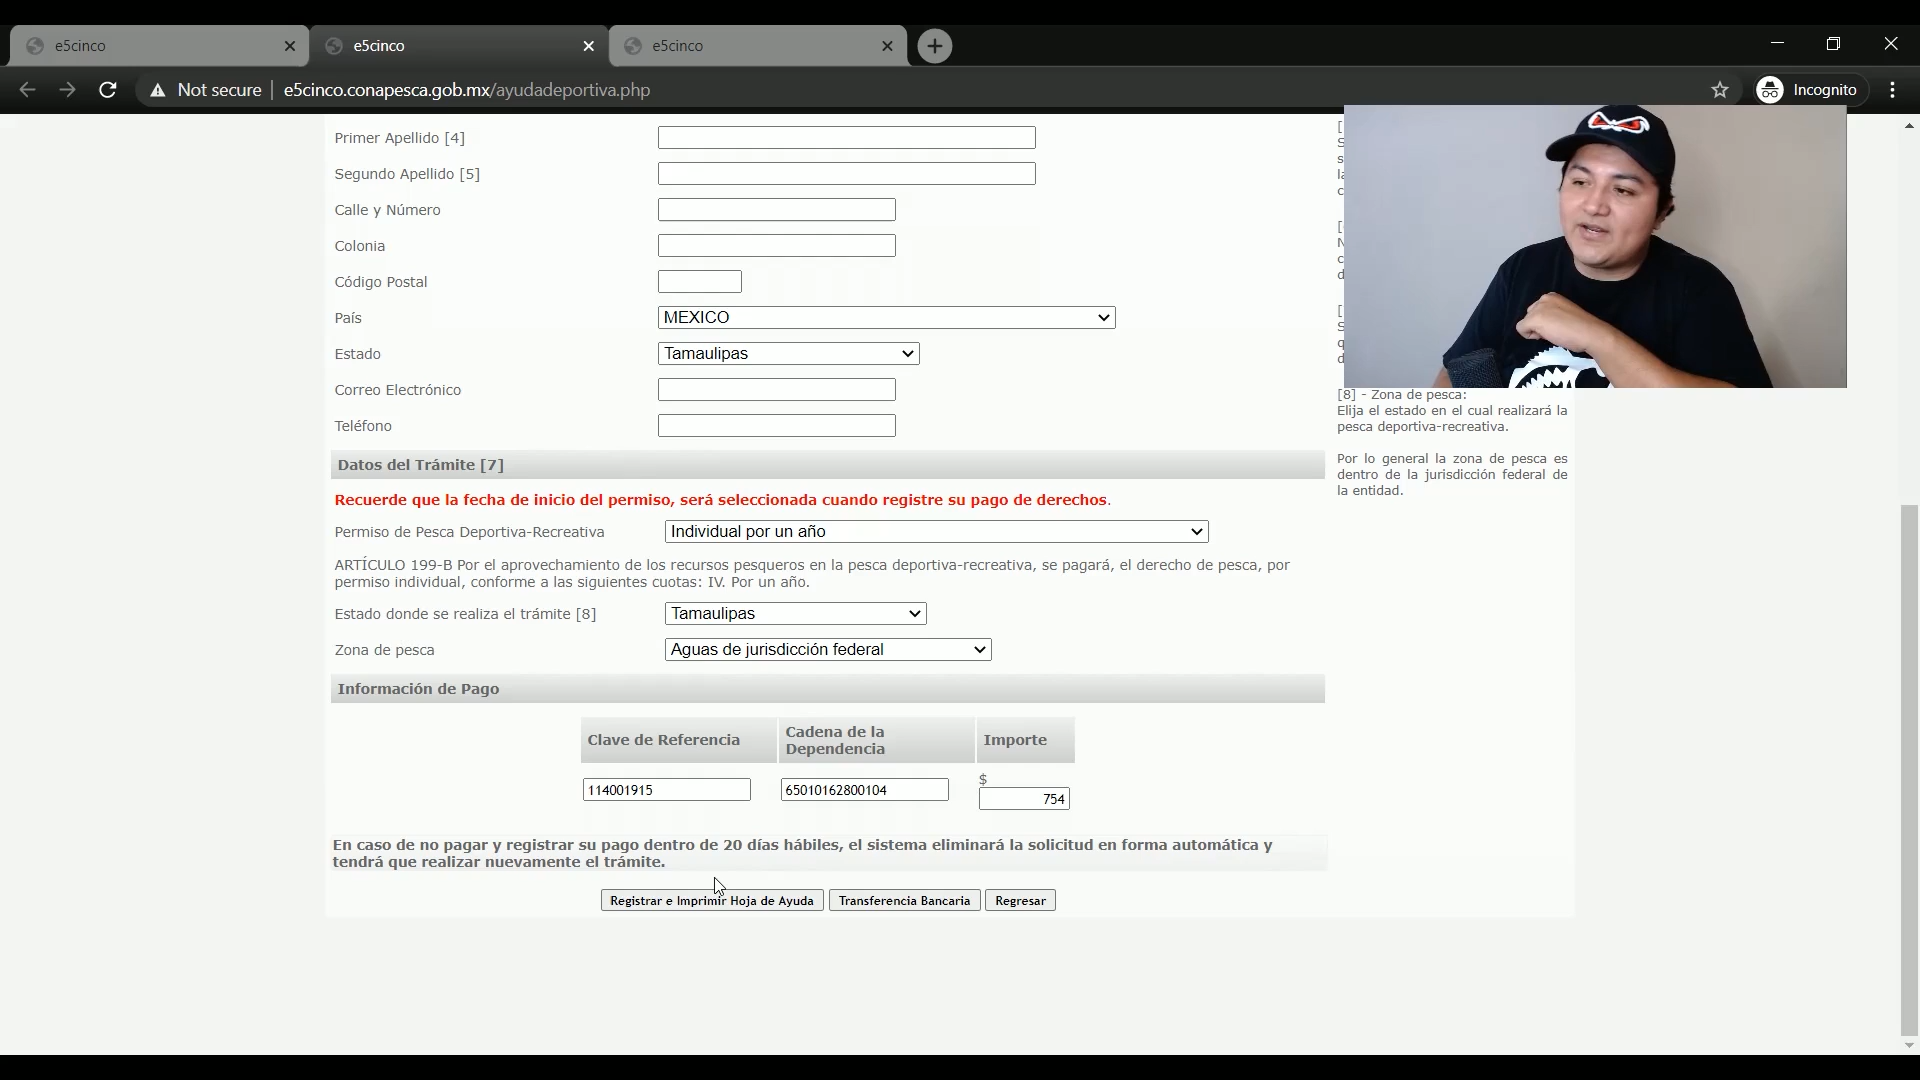 e5cinco
e5cinco
e5cinco
Not secure
e5cinco.conapesca.gob.mx/ayudadeportiva.php
Incognito
Primer Apellido [4]
Segundo Apellido [5]
Calle y Número
Colonia
Código Postal
País
MEXICO
Estado
Tamaulipas
Correo Electrónico
Teléfono
[8] - Zona de pesca:
Elija el estado en el cual realizará la
pesca deportiva-recreativa.
Por lo general la zona de pesca es
dentro de la jurisdicción federal de
la entidad.
Datos del Trámite [7]
Recuerde que la fecha de inicio del permiso, será seleccionada cuando registre su pago de derechos.
Permiso de Pesca Deportiva-Recreativa
Individual por un año
ARTÍCULO 199-B Por el aprovechamiento de los recursos pesqueros en la pesca deportiva-recreativa, se pagará, el derecho de pesca, por
permiso individual, conforme a las siguientes cuotas: IV. Por un año.
Estado donde se realiza el trámite [8]
Tamaulipas
Zona de pesca
Aguas de jurisdicción federal
Información de Pago
Clave de Referencia
Cadena de la
Dependencia
Importe
114001915
65010162800104
$
754
En caso de no pagar y registrar su pago dentro de 20 días hábiles, el sistema eliminará la solicitud en forma automática y
tendrá que realizar nuevamente el trámite.
Registrar e Imprimir Hoja de Ayuda
Transferencia Bancaria
Regresar